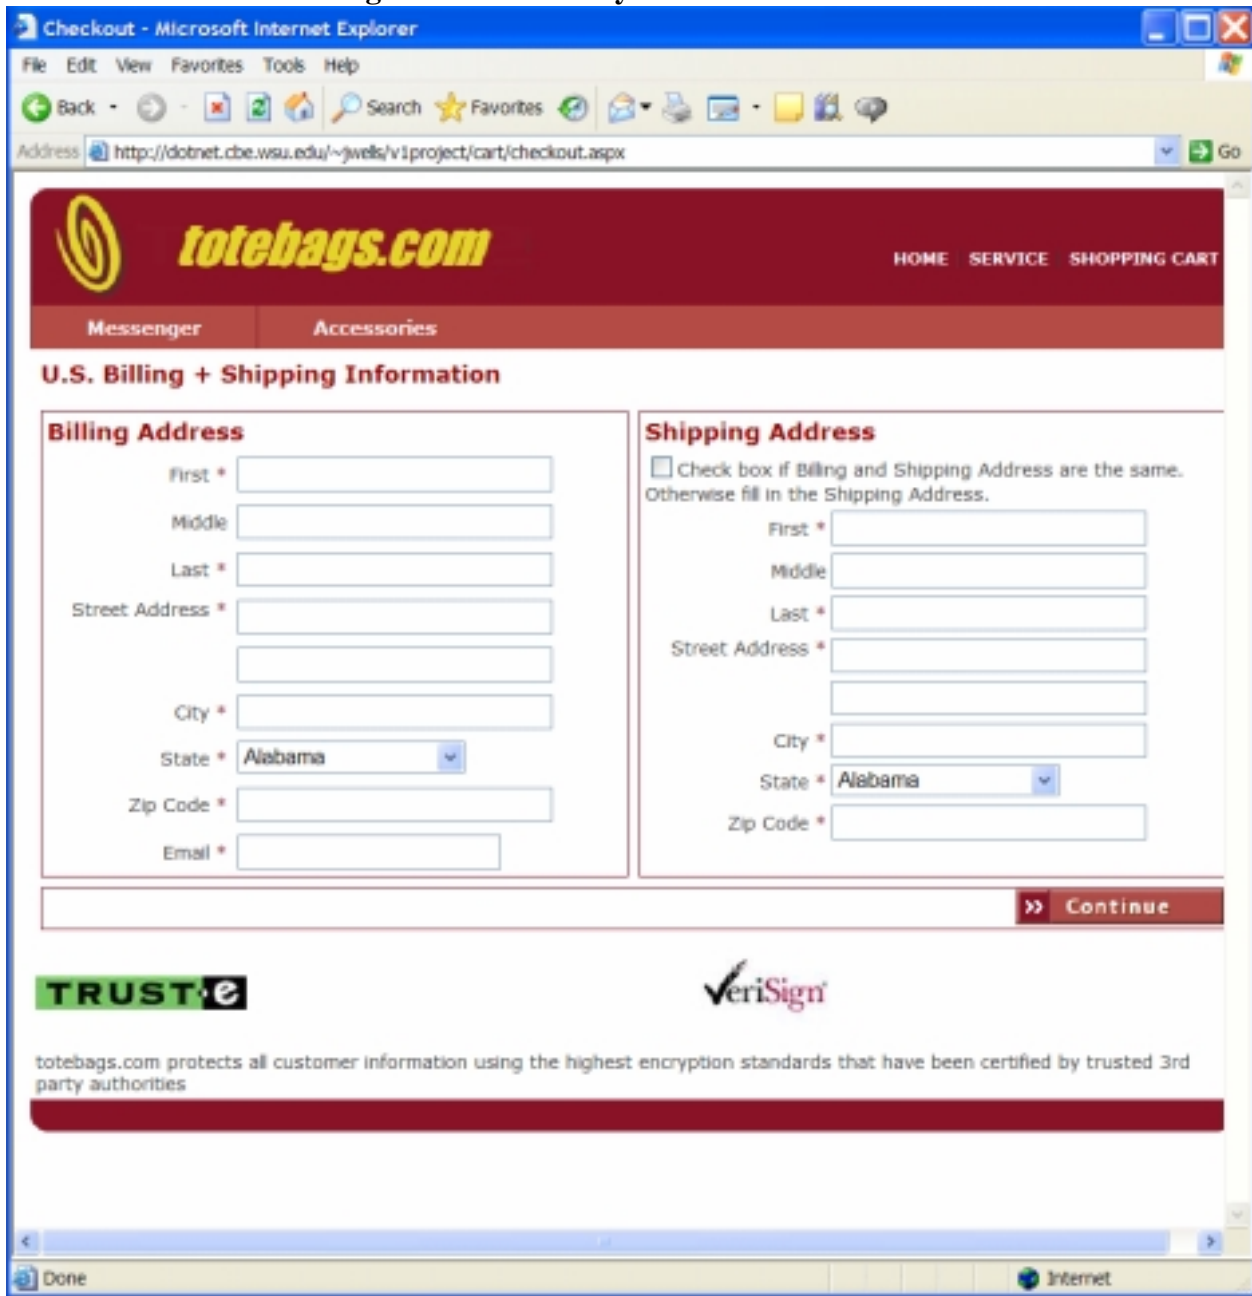 Checkout - Microsoft Internet Explorer
File Edit View Favorites Tools Help
Back Search Favorites
Address http://dotnet.cbe.wsu.edu/~jwells/v1project/cart/checkout.aspx Go
totebags.com
HOME SERVICE SHOPPING CART
Messenger Accessories
U.S. Billing + Shipping Information
Billing Address
First *
Middle
Last *
Street Address *
City *
State * Alabama
Zip Code *
Email *
Shipping Address
Check box if Billing and Shipping Address are the same.
Otherwise fill in the Shipping Address.
First *
Middle
Last *
Street Address *
City *
State * Alabama
Zip Code *
Continue
TRUST e
VeriSign
totebags.com protects all customer information using the highest encryption standards that have been certified by trusted 3rd
party authorities
Done Internet